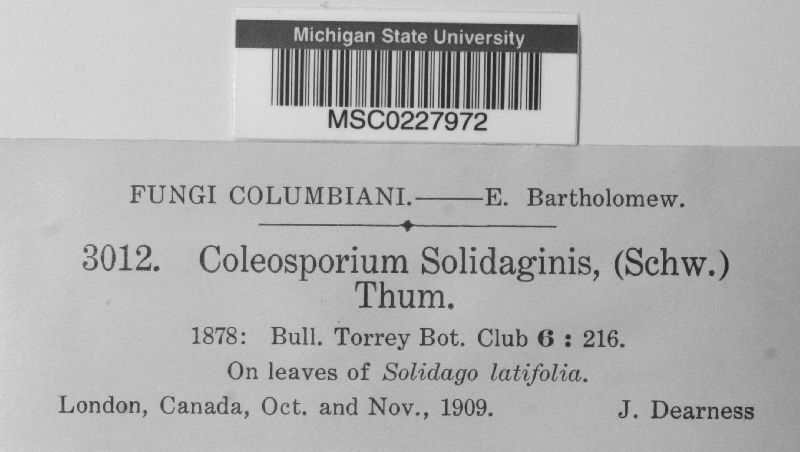 Michigan State University
MSC0227972
FUNGI COLUMBIANI.——E. Bartholomew.
3012. Coleosporium Solidaginis, (Schw.)
Thum.
1878: Bull. Torrey Bot. Club 6 : 216.
On leaves of Solidago latifolia.
London, Canada, Oct. and Nov., 1909. J. Dearness